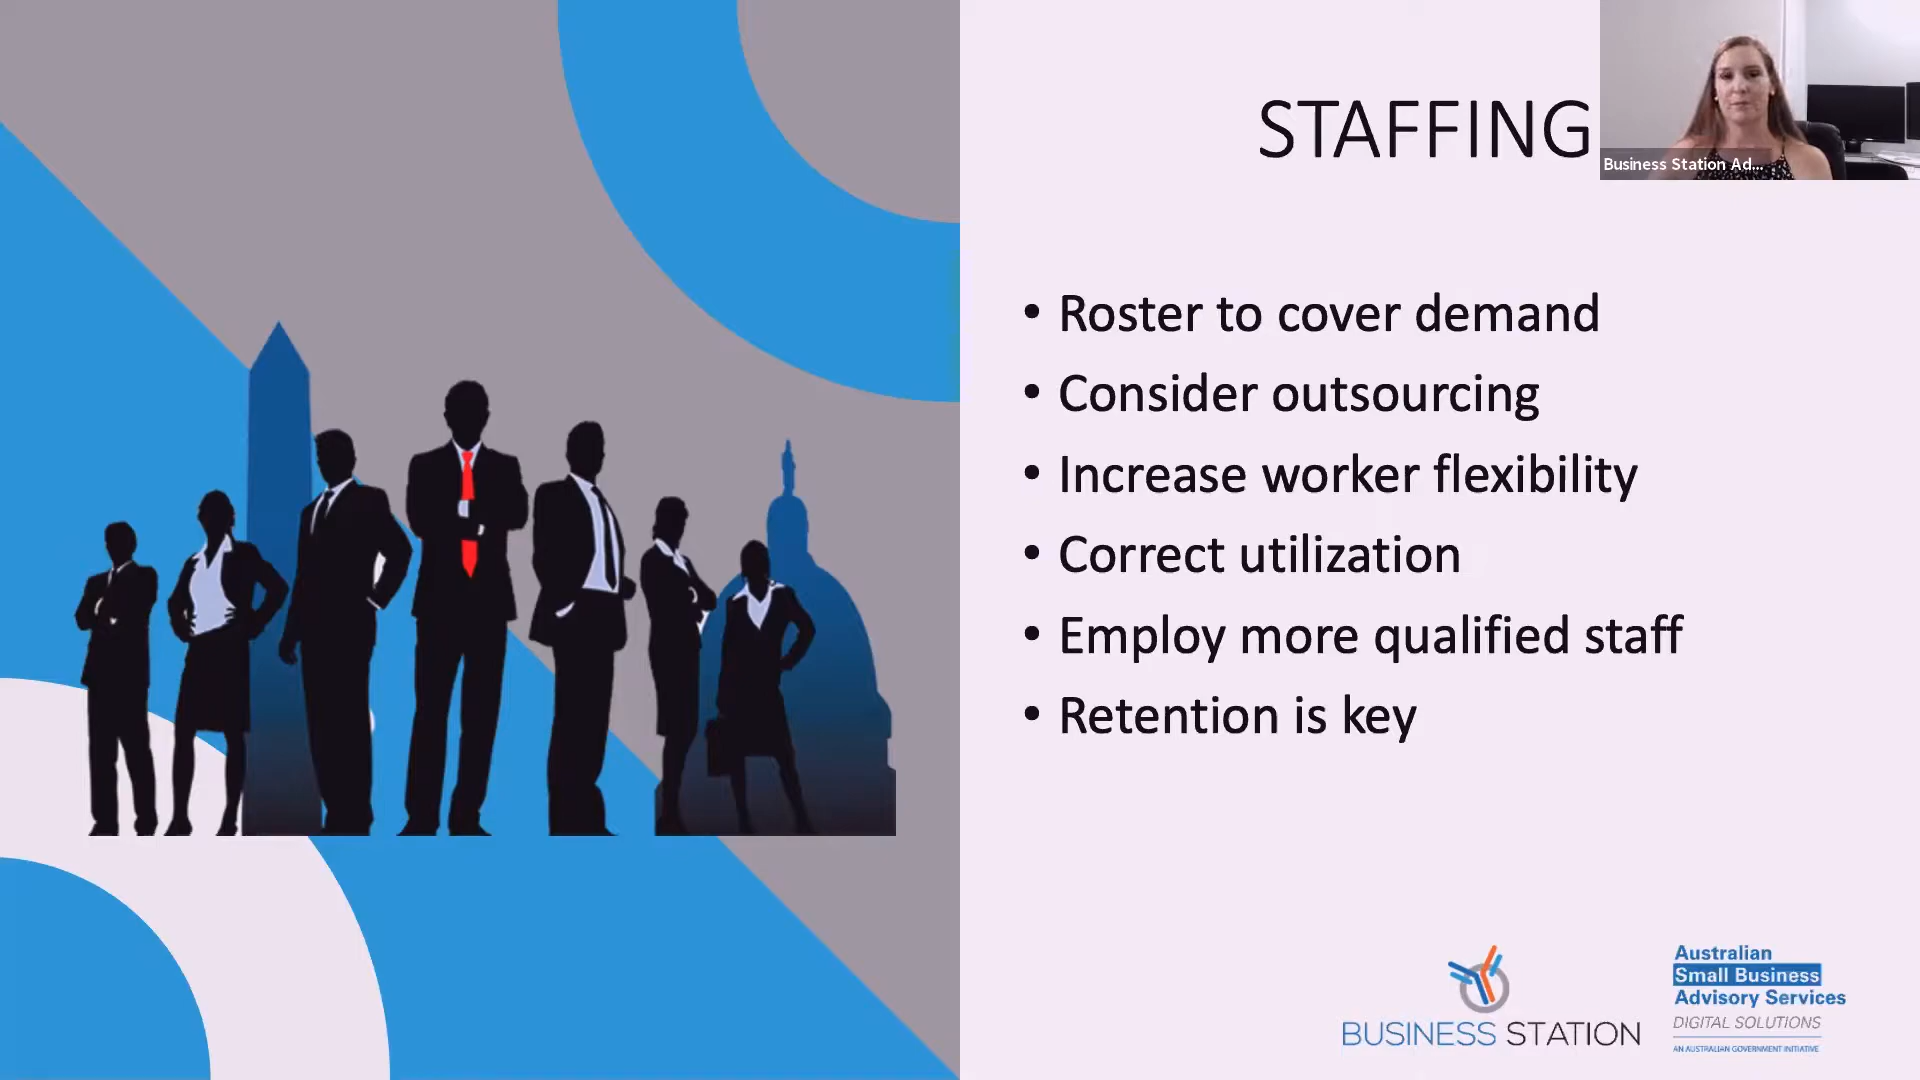 STAFFING
Business Station Ad...
• Roster to cover demand
• Consider outsourcing
• Increase worker flexibility
• Correct utilization
• Employ more qualified staff
• Retention is key
BUSINESS STATION
Australian
Small Business
Advisory Services
DIGITAL SOLUTIONS
AN AUSTRALIAN GOVERNMENT INITIATIVE